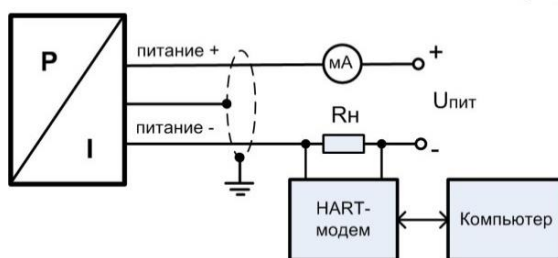 P
I
питание +
питание -
мА
+
Uпит
-
Rн
HART-
модем
Компьютер